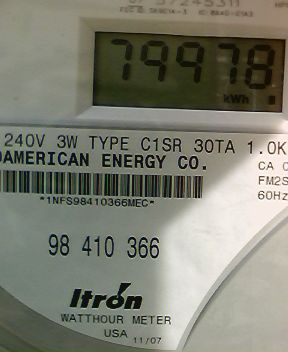 79978
kWh
240V 3W TYPE C1SR 30TA 1.0K
DAMERICAN ENERGY CO.
CA
*1NFS98410366MEC*
FM2S
60Hz
98 410 366
Itron
WATTHOUR METER
USA 11/07